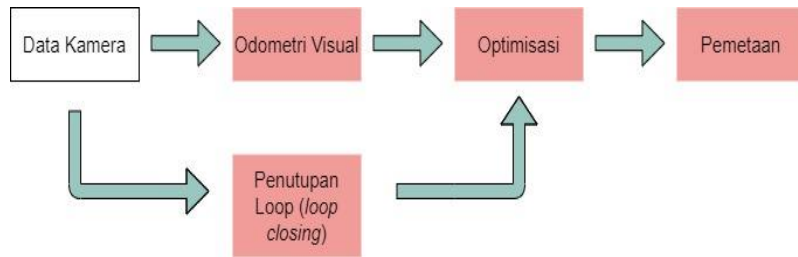 Data Kamera
Odometri Visual
Optimisasi
Pemetaan
Penutupan
Loop (loop
closing)